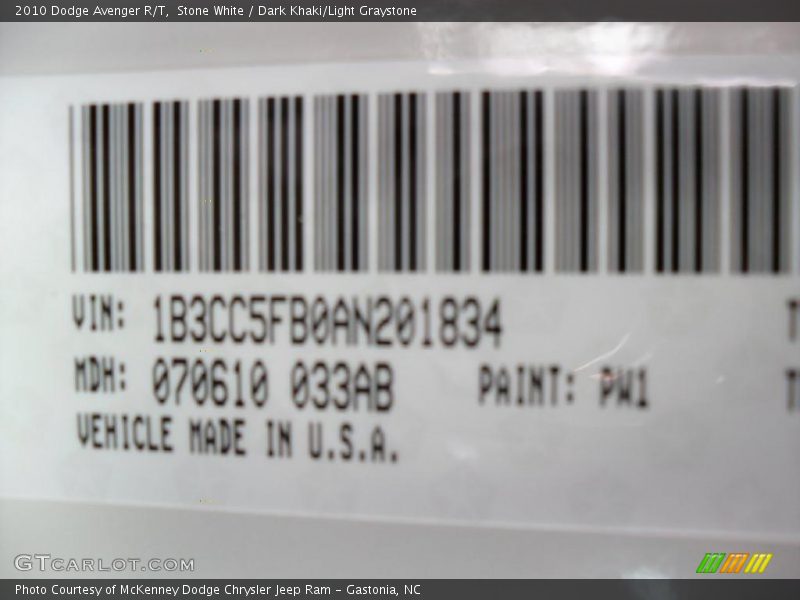 2010 Dodge Avenger R/T, Stone White / Dark Khaki/Light Graystone
VIN: 1B3CC5FB0AN201834
MDH: 070610 033AB PAINT: PW1
VEHICLE MADE IN U.S.A.
GTCARLOT.COM
Photo Courtesy of McKenney Dodge Chrysler Jeep Ram - Gastonia, NC